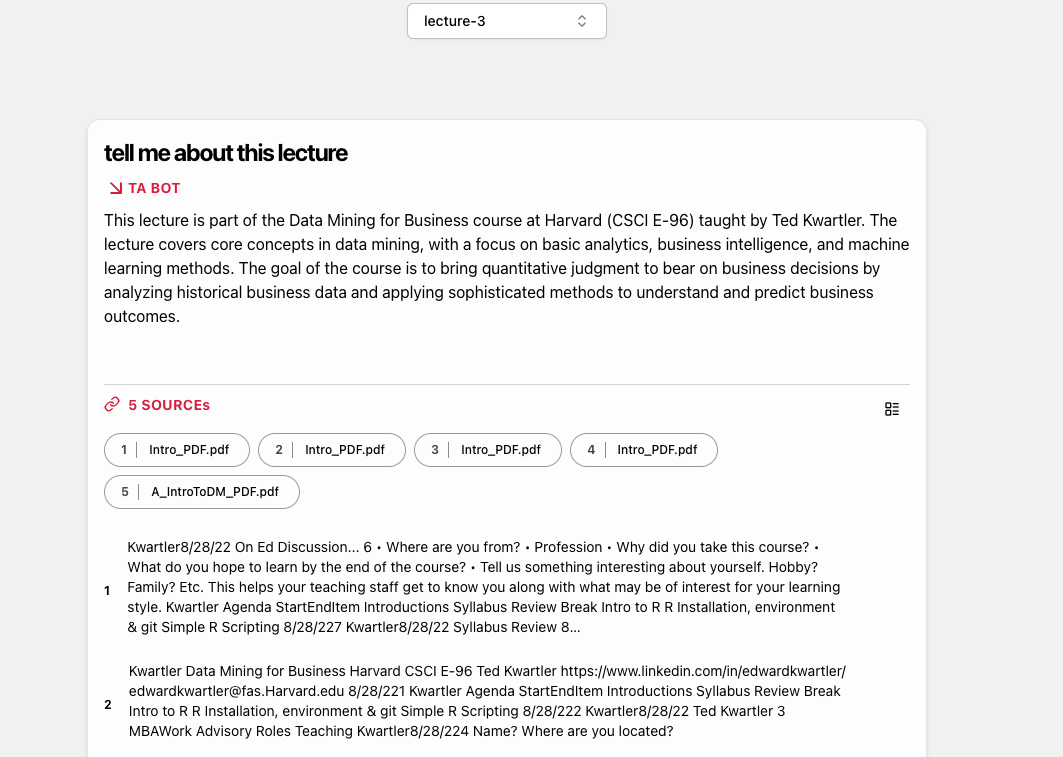 lecture-3
tell me about this lecture
TA BOT
This lecture is part of the Data Mining for Business course at Harvard (CSCI E-96) taught by Ted Kwartler. The
lecture covers core concepts in data mining, with a focus on basic analytics, business intelligence, and machine
learning methods. The goal of the course is to bring quantitative judgment to bear on business decisions by
analyzing historical business data and applying sophisticated methods to understand and predict business
outcomes.
5 SOURCEs
1 Intro_PDF.pdf 2 Intro_PDF.pdf 3 Intro_PDF.pdf 4 Intro_PDF.pdf
5 A_IntroToDM_PDF.pdf
Kwartler8/28/22 On Ed Discussion... 6 • Where are you from? • Profession • Why did you take this course? •
What do you hope to learn by the end of the course? • Tell us something interesting about yourself. Hobby?
1 Family? Etc. This helps your teaching staff get to know you along with what may be of interest for your learning
style. Kwartler Agenda StartEndItem Introductions Syllabus Review Break Intro to R R Installation, environment
& git Simple R Scripting 8/28/227 Kwartler8/28/22 Syllabus Review 8...
Kwartler Data Mining for Business Harvard CSCI E-96 Ted Kwartler https://www.linkedin.com/in/edwardkwartler/
edwardkwartler@fas.Harvard.edu 8/28/221 Kwartler Agenda StartEndItem Introductions Syllabus Review Break
2 Intro to R R Installation, environment & git Simple R Scripting 8/28/222 Kwartler8/28/22 Ted Kwartler 3
MBAWork Advisory Roles Teaching Kwartler8/28/224 Name? Where are you located?